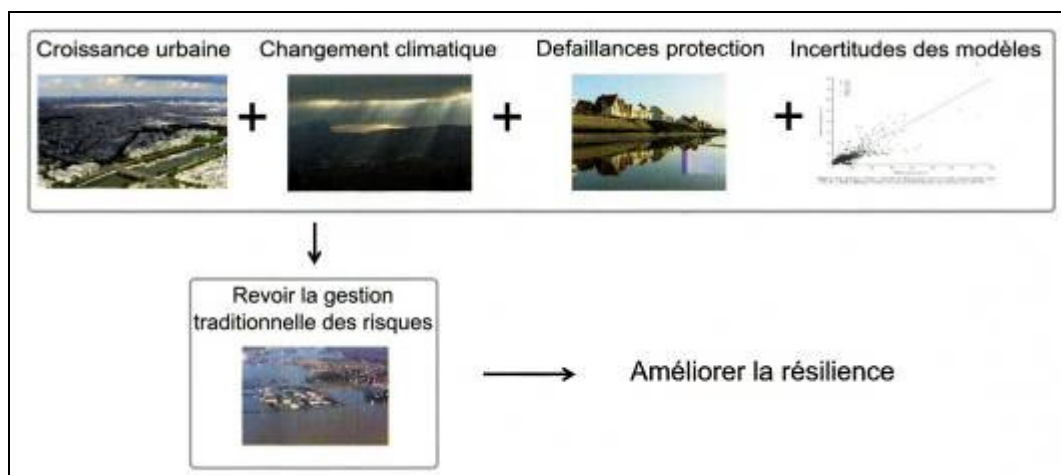 Croissance urbaine
Changement climatique
Defaillances protection
Incertitudes des modèles
+
+
+
Revoir la gestion
traditionnelle des risques
Améliorer la résilience